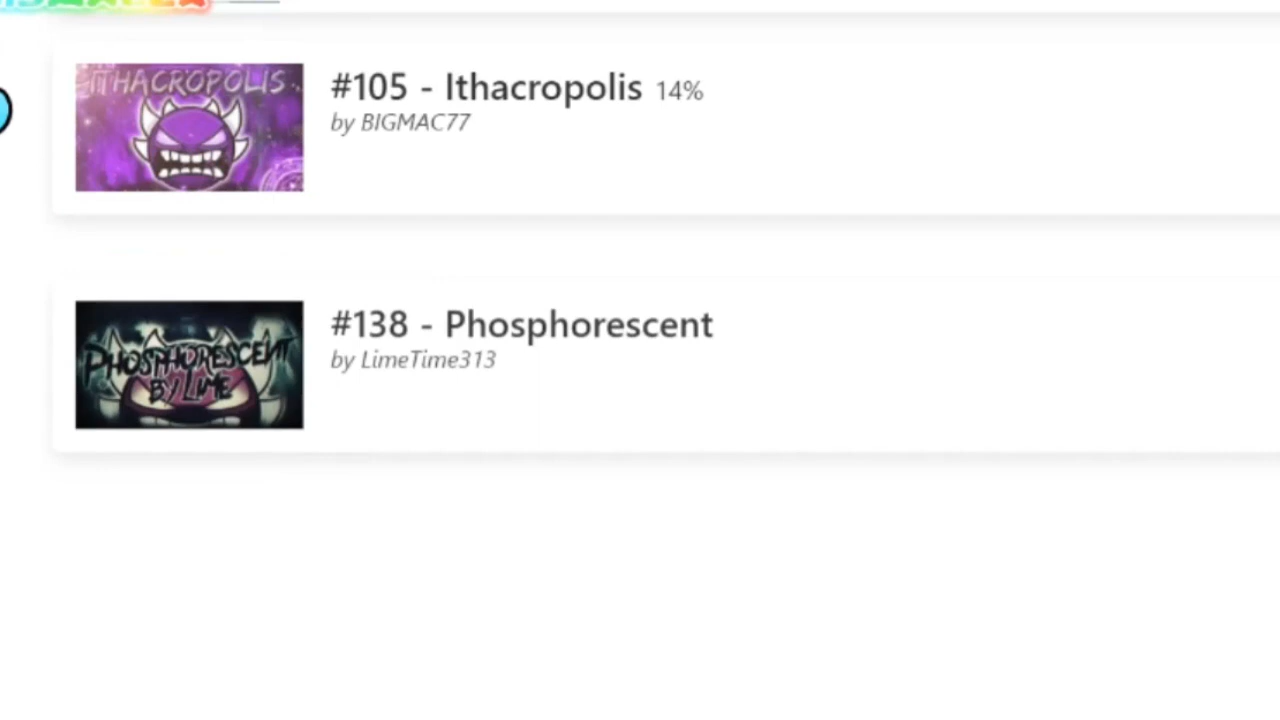 ITHACROPOLIS
#105 - Ithacropolis 14%
by BIGMAC77
PHOSPHORESCENT
BY LIME
#138 - Phosphorescent
by LimeTime313